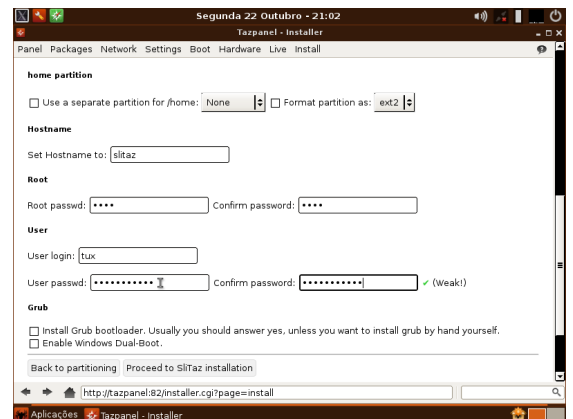 Segunda 22 Outubro - 21:02
Tazpanel - Installer
Panel Packages Network Settings Boot Hardware Live Install
home partition
Use a separate partition for /home: None Format partition as: ext2
Hostname
Set Hostname to: slitaz
Root
Root passwd: •••• Confirm password: ••••
User
User login: tux
User passwd: ••••••••••• Confirm password: ••••••••••• ✔ (Weak!)
Grub
Install Grub bootloader. Usually you should answer yes, unless you want to install grub by hand yourself.
Enable Windows Dual-Boot.
Back to partitioning Proceed to SliTaz installation
http://tazpanel:82/installer.cgi?page=install
Aplicações Tazpanel - Installer